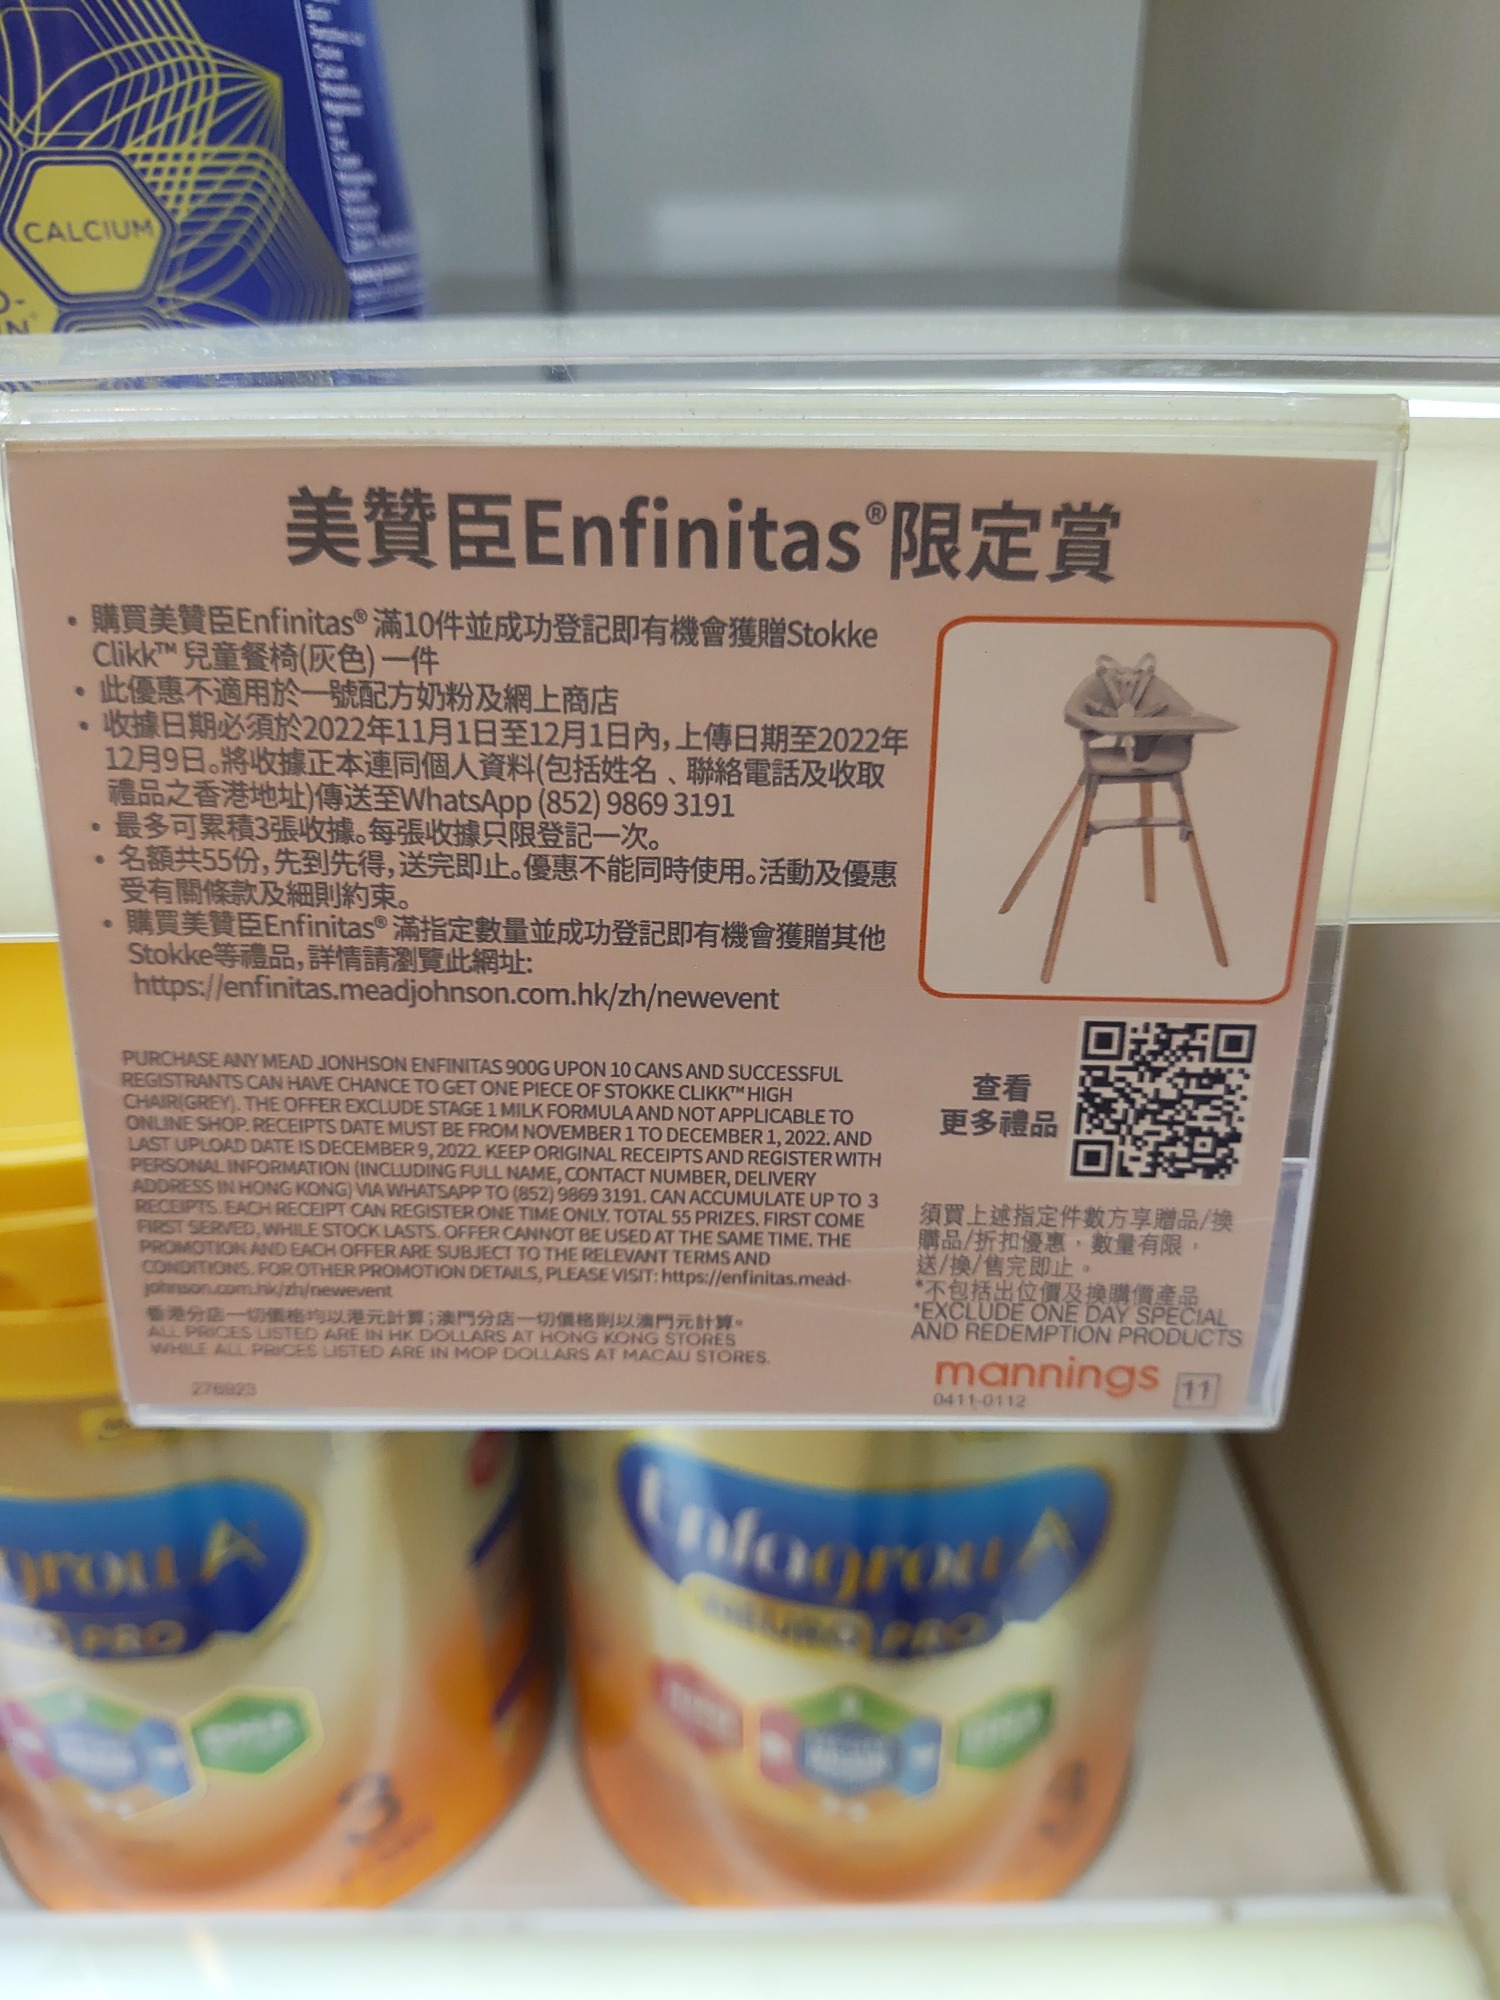 CALCIUM
美贊臣Enfinitas®限定賞
• 購買美贊臣Enfinitas® 滿10件並成功登記即有機會獲贈Stokke
Clikk™ 兒童餐椅(灰色) 一件
• 此優惠不適用於一號配方奶粉及網上商店
• 收據日期必須於2022年11月1日至12月1日內, 上傳日期至2022年
12月9日。將收據正本連同個人資料(包括姓名、聯絡電話及收取
禮品之香港地址)傳送至WhatsApp (852) 9869 3191
• 最多可累積3張收據。每張收據只限登記一次。
• 名額共55份, 先到先得, 送完即止。優惠不能同時使用。活動及優惠
受有關條款及細則約束。
• 購買美贊臣Enfinitas® 滿指定數量並成功登記即有機會獲贈其他
Stokke等禮品, 詳情請瀏覽此網址:
https://enfinitas.meadjohnson.com.hk/zh/newevent
PURCHASE ANY MEAD JONHSON ENFINITAS 900G UPON 10 CANS AND SUCCESSFUL
REGISTRANTS CAN HAVE CHANCE TO GET ONE PIECE OF STOKKE CLIKK™ HIGH
CHAIR(GREY). THE OFFER EXCLUDE STAGE 1 MILK FORMULA AND NOT APPLICABLE TO
ONLINE SHOP. RECEIPTS DATE MUST BE FROM NOVEMBER 1 TO DECEMBER 1, 2022. AND
LAST UPLOAD DATE IS DECEMBER 9, 2022. KEEP ORIGINAL RECEIPTS AND REGISTER WITH
PERSONAL INFORMATION (INCLUDING FULL NAME, CONTACT NUMBER, DELIVERY
ADDRESS IN HONG KONG) VIA WHATSAPP TO (852) 9869 3191. CAN ACCUMULATE UP TO 3
RECEIPTS. EACH RECEIPT CAN REGISTER ONE TIME ONLY. TOTAL 55 PRIZES. FIRST COME
FIRST SERVED, WHILE STOCK LASTS. OFFER CANNOT BE USED AT THE SAME TIME. THE
PROMOTION AND EACH OFFER ARE SUBJECT TO THE RELEVANT TERMS AND
CONDITIONS. FOR OTHER PROMOTION DETAILS, PLEASE VISIT: https://enfinitas.mead-
johnson.com.hk/zh/newevent
香港分店一切價格均以港元計算；澳門分店一切價格則以澳門元計算。
ALL PRICES LISTED ARE IN HK DOLLARS AT HONG KONG STORES
WHILE ALL PRICES LISTED ARE IN MOP DOLLARS AT MACAU STORES.
276923
查看
更多禮品
須買上述指定件數方享贈品/換
購品/折扣優惠，數量有限，
送/換/售完即止。
*不包括出位價及換購價產品
*EXCLUDE ONE DAY SPECIAL
AND REDEMPTION PRODUCTS
mannings
11
0411-0112
grow A
PRO
3
Enfagrow A
NEURO PRO
3